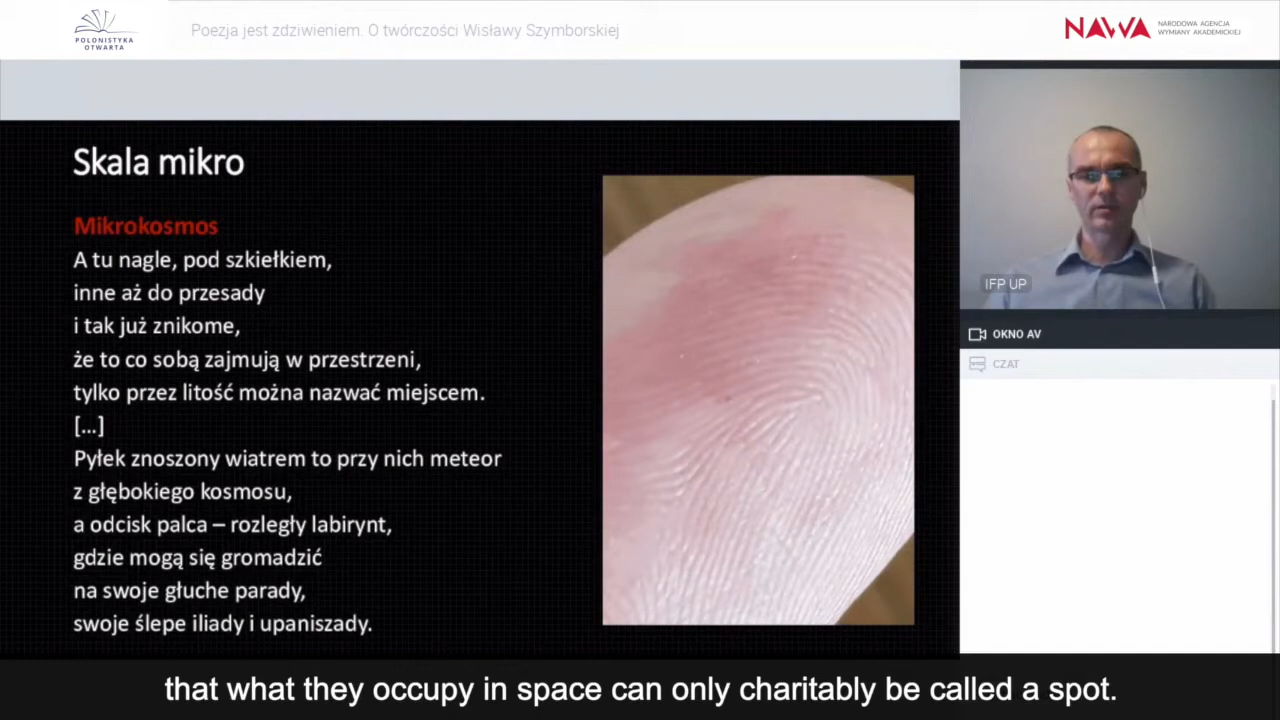 POLONISTYKA
OTWARTA
Poezja jest zdziwieniem. O twórczości Wisławy Szymborskiej
NAWA
NARODOWA AGENCJA
WYMIANY AKADEMICKIEJ
Skala mikro
Mikrokosmos
A tu nagle, pod szkiełkiem,
inne aż do przesady
i tak już znikome,
że to co sobą zajmują w przestrzeni,
tylko przez litość można nazwać miejscem.
[...]
Pyłek znoszony wiatrem to przy nich meteor
z głębokiego kosmosu,
a odcisk palca – rozległy labirynt,
gdzie mogą się gromadzić
na swoje głuche parady,
swoje ślepe iliady i upaniszady.
IFP UP
OKNO AV
CZAT
that what they occupy in space can only charitably be called a spot.